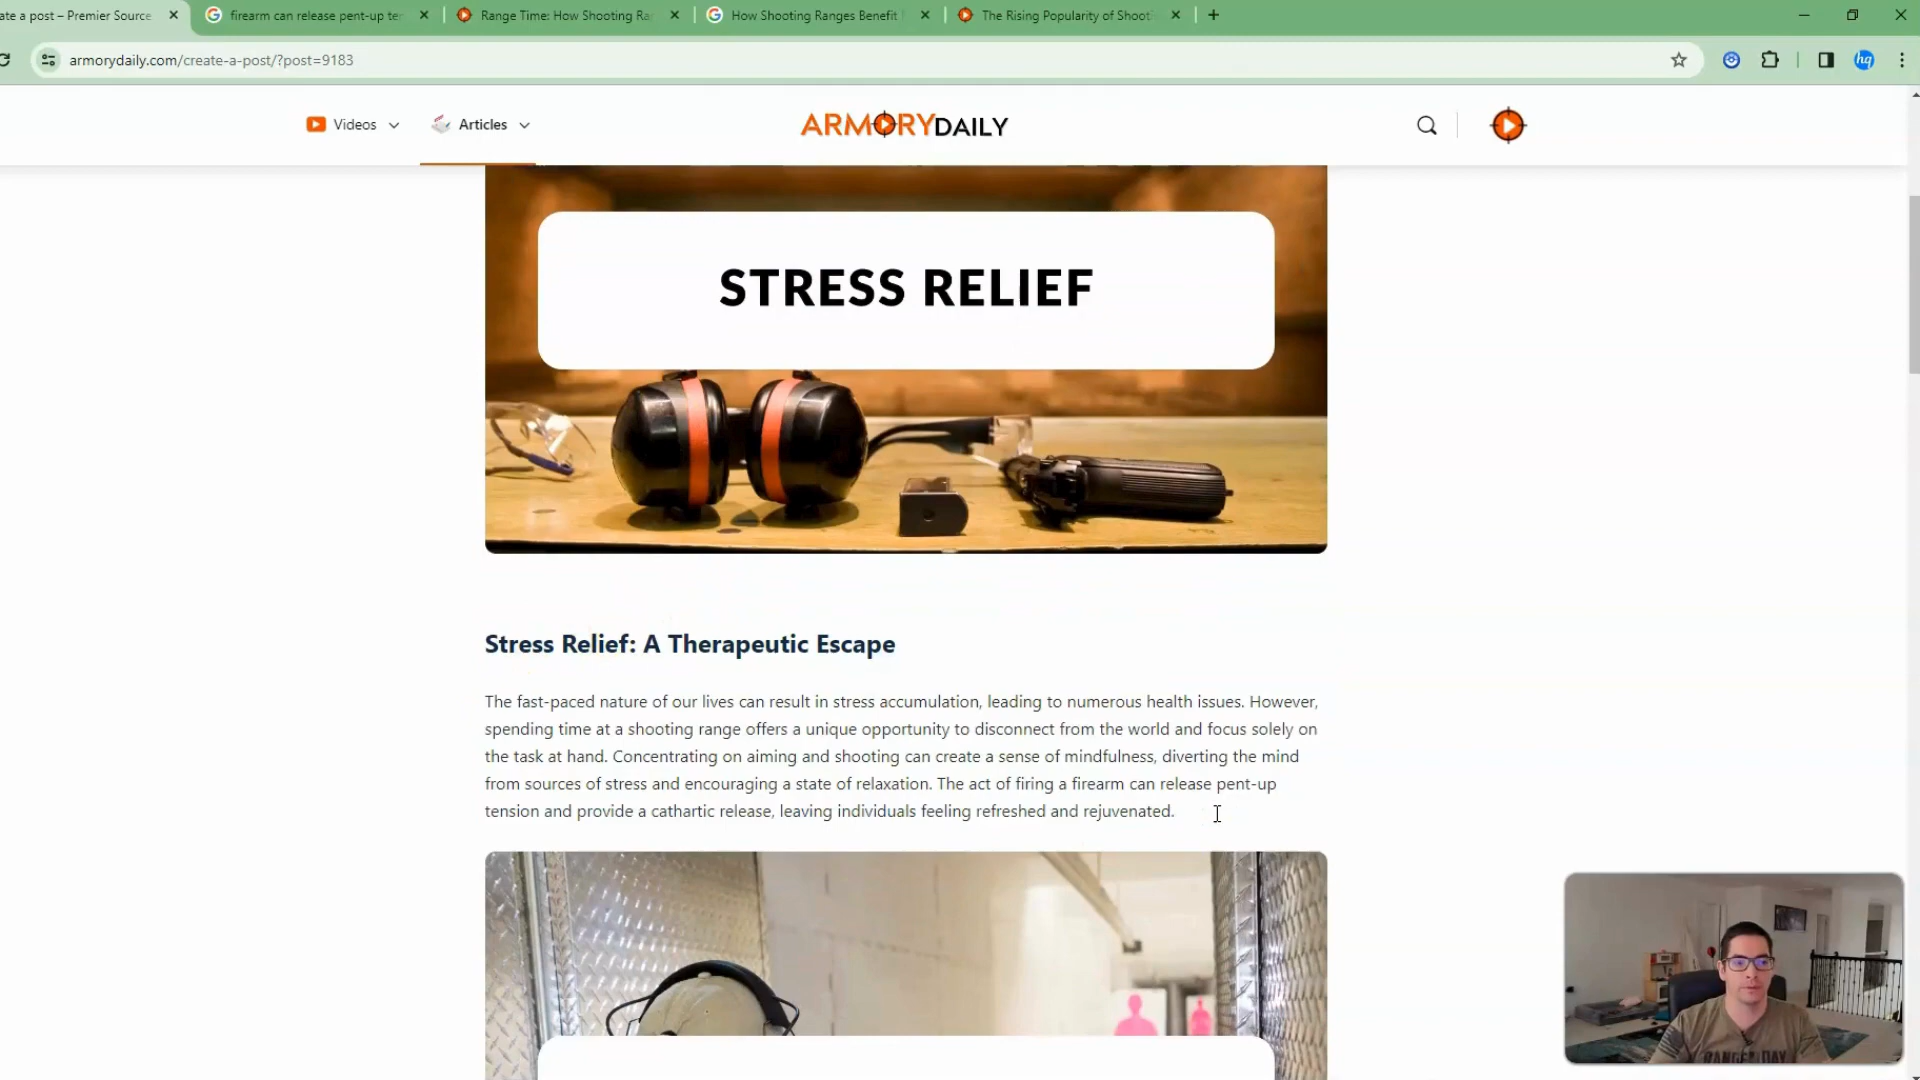 ate a post – Premier Source
firearm can release pent-up ter
Range Time: How Shooting Ra
How Shooting Ranges Benefit
The Rising Popularity of Shoot
armorydaily.com/create-a-post/?post=9183
hq
Videos
Articles
ARMORYDAILY
STRESS RELIEF
Stress Relief: A Therapeutic Escape
The fast-paced nature of our lives can result in stress accumulation, leading to numerous health issues. However,
spending time at a shooting range offers a unique opportunity to disconnect from the world and focus solely on
the task at hand. Concentrating on aiming and shooting can create a sense of mindfulness, diverting the mind
from sources of stress and encouraging a state of relaxation. The act of firing a firearm can release pent-up
tension and provide a cathartic release, leaving individuals feeling refreshed and rejuvenated.
RANGE DAY